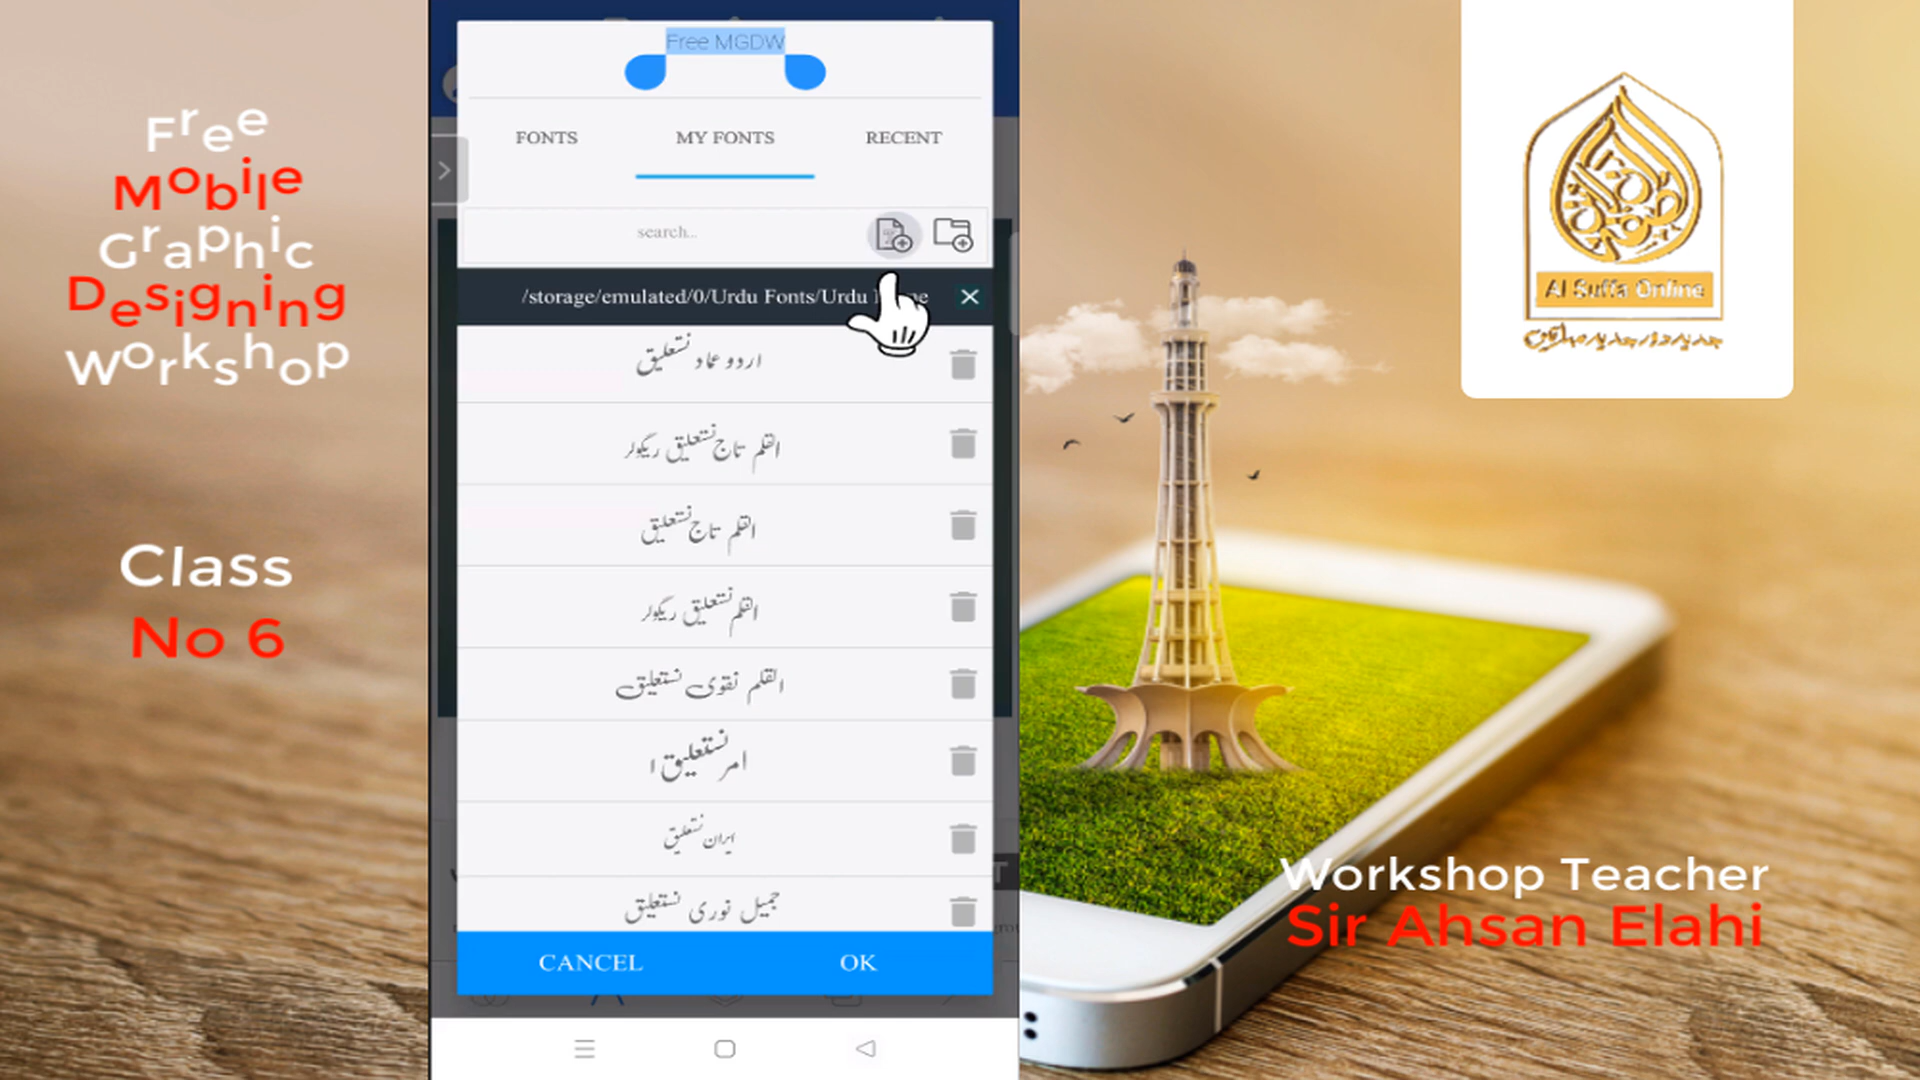 Free
Mobile
Graphic
Designing
Workshop
Class
No 6
Free MGDW
FONTS
MY FONTS
RECENT
search...
/storage/emulated/0/Urdu Fonts/Urdu
اردو عماد نستعلیق
القلم تاج نستعلیق ریگولر
القلم تاج نستعلیق
القلم نستعلیق ریگولر
القلم نقوی نستعلیق
امر نستعلیق ا
ایران نستعلیق
جمیل نوری نستعلیق
CANCEL
OK
Al Suffa Online
Workshop Teacher
Sir Ahsan Elahi